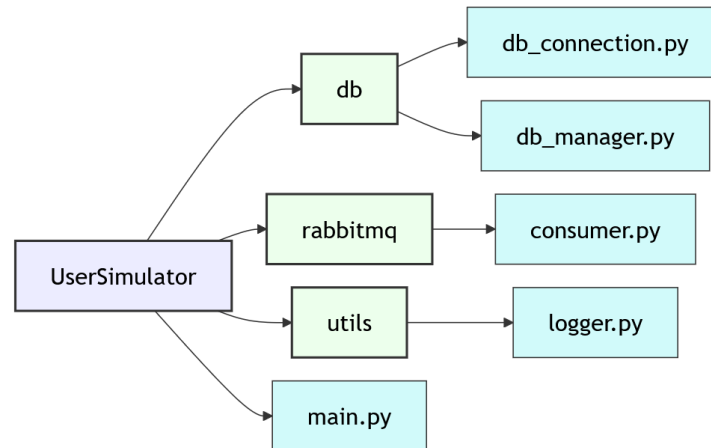 UserSimulator
db
db_connection.py
db_manager.py
rabbitmq
consumer.py
utils
logger.py
main.py